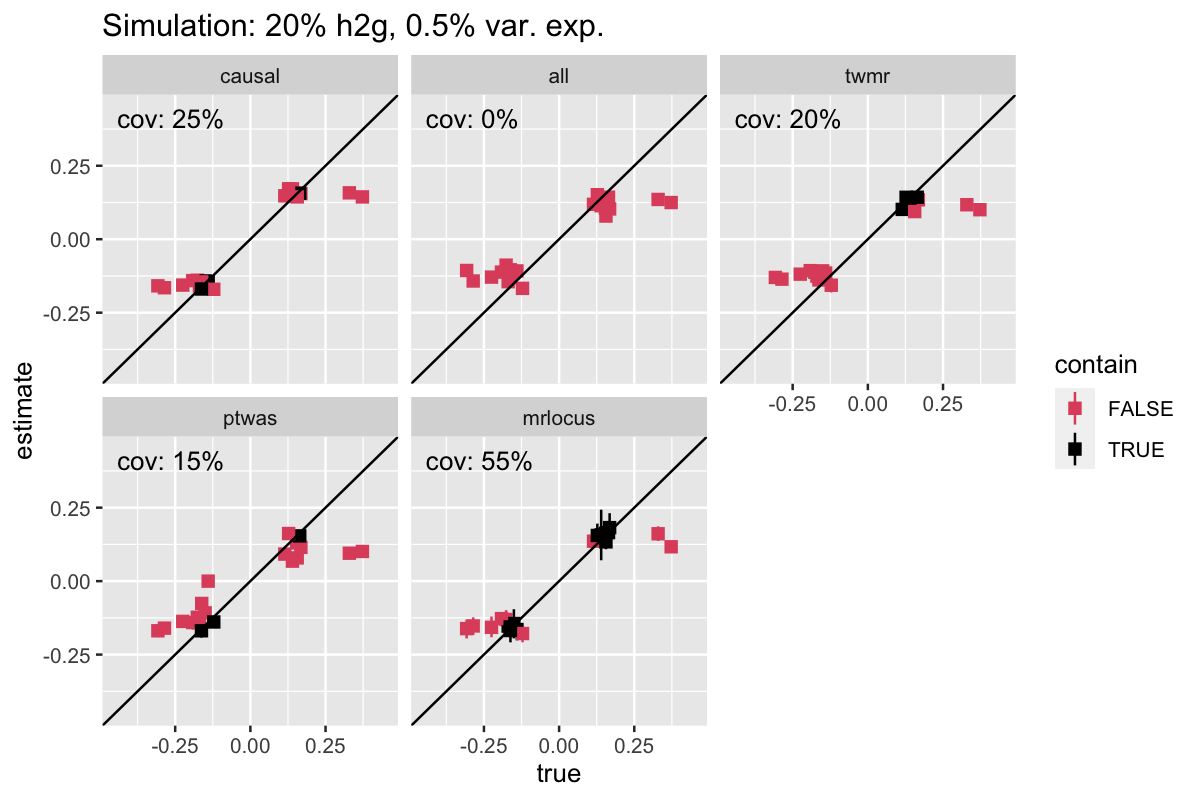 Simulation: 20% h2g, 0.5% var. exp.
causal
all
twmr
cov: 25%
cov: 0%
cov: 20%
0.25
0.00
-0.25
-0.25 0.00 0.25
ptwas
mrlocus
cov: 15%
cov: 55%
0.25
0.00
-0.25
-0.25 0.00 0.25
-0.25 0.00 0.25
true
estimate
contain
FALSE
TRUE